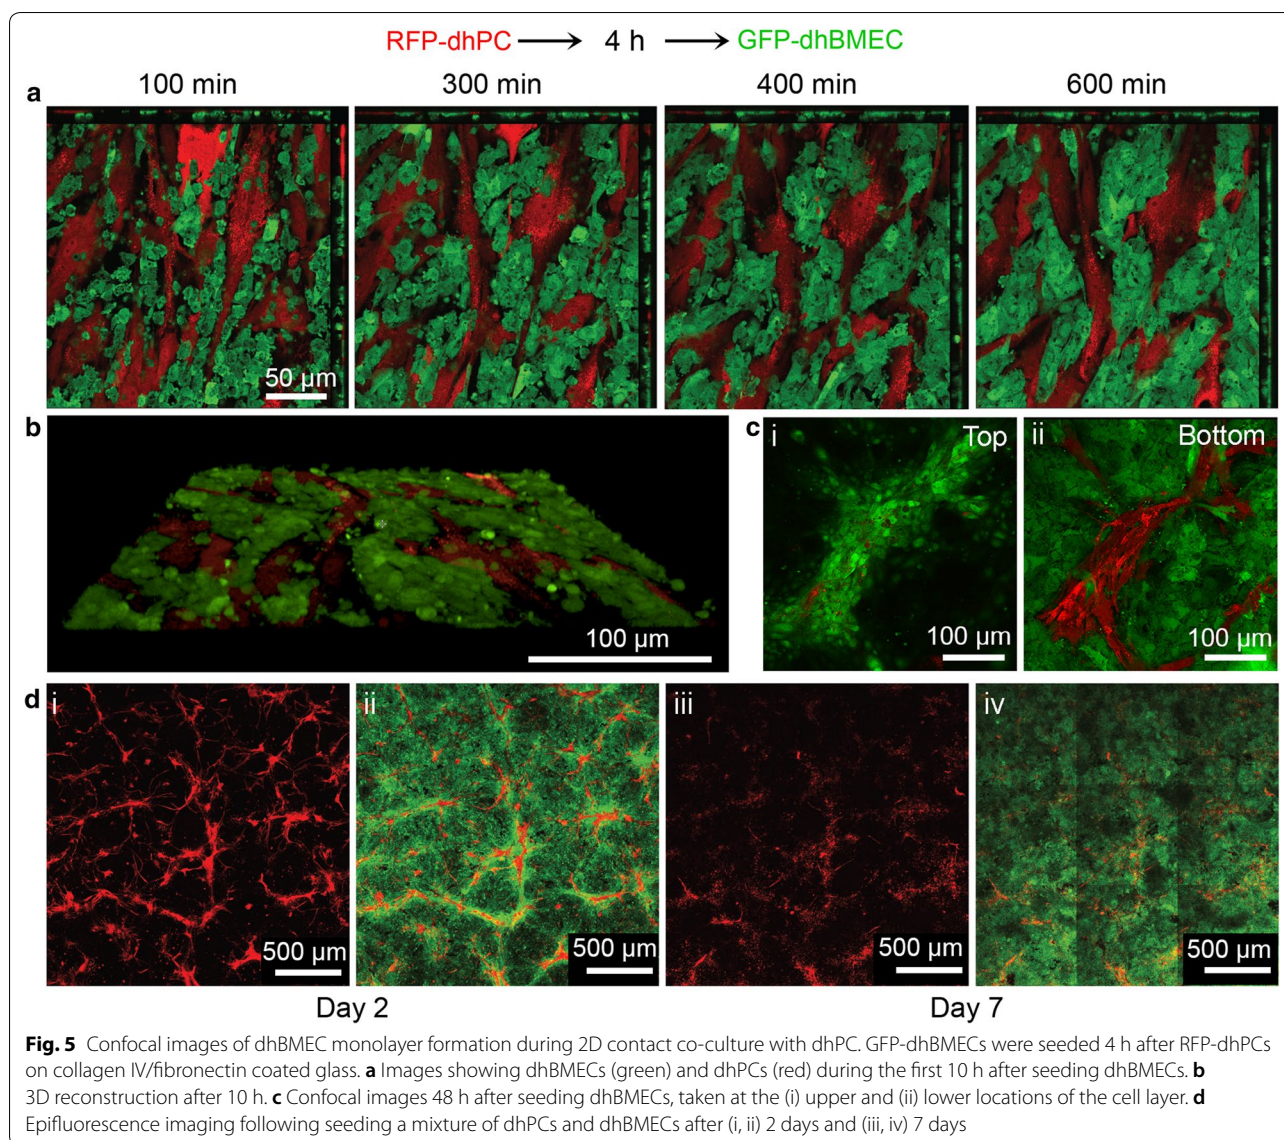 RFP-dhPC → 4 h → GFP-dhBMEC
100 min 300 min 400 min 600 min
a
50 µm
b
100 µm
c
i Top
100 µm
ii Bottom
100 µm
d
i
500 µm
ii
500 µm
iii
500 µm
iv
500 µm
Day 2 Day 7
Fig. 5 Confocal images of dhBMEC monolayer formation during 2D contact co-culture with dhPC. GFP-dhBMECs were seeded 4 h after RFP-dhPCs
on collagen IV/fibronectin coated glass. a Images showing dhBMECs (green) and dhPCs (red) during the first 10 h after seeding dhBMECs. b
3D reconstruction after 10 h. c Confocal images 48 h after seeding dhBMECs, taken at the (i) upper and (ii) lower locations of the cell layer. d
Epifluorescence imaging following seeding a mixture of dhPCs and dhBMECs after (i, ii) 2 days and (iii, iv) 7 days